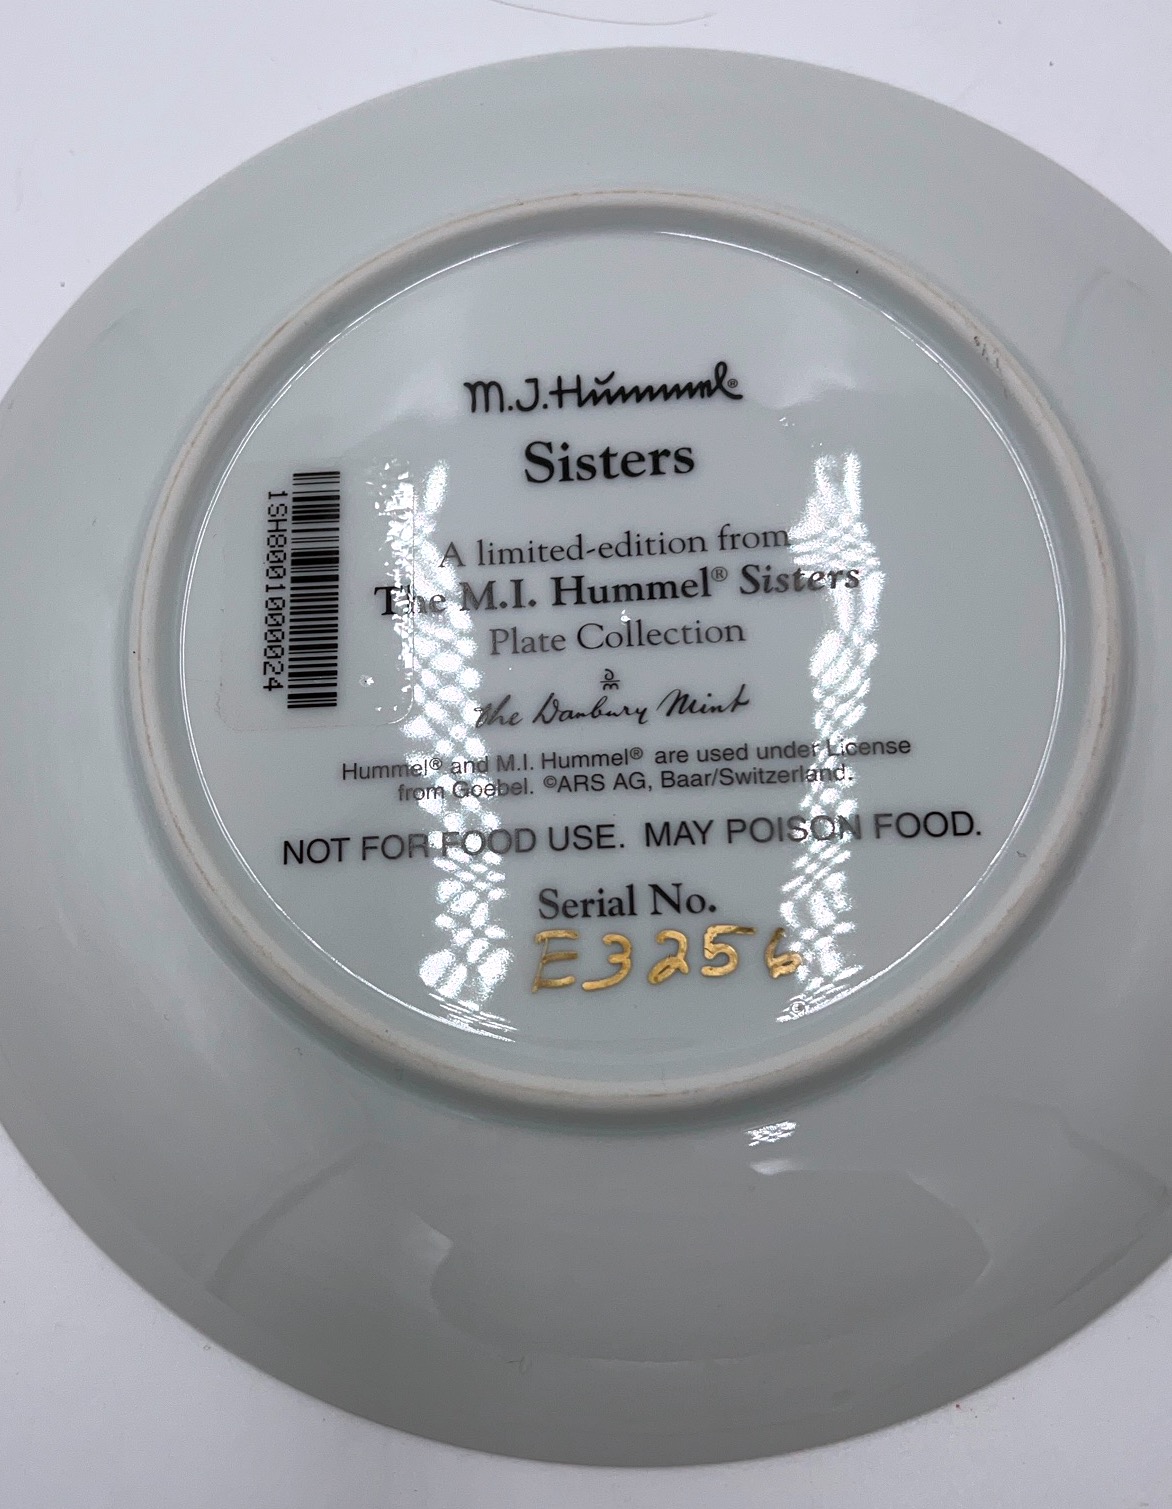 M.J.Hummel®
Sisters
A limited-edition from
The M.I. Hummel® Sisters
Plate Collection
The Danbury Mint
Hummel® and M.I. Hummel® are used under License
from Goebel. ©ARS AG, Baar/Switzerland.
NOT FOR FOOD USE. MAY POISON FOOD.
Serial No.
E3256
1SH80001000024